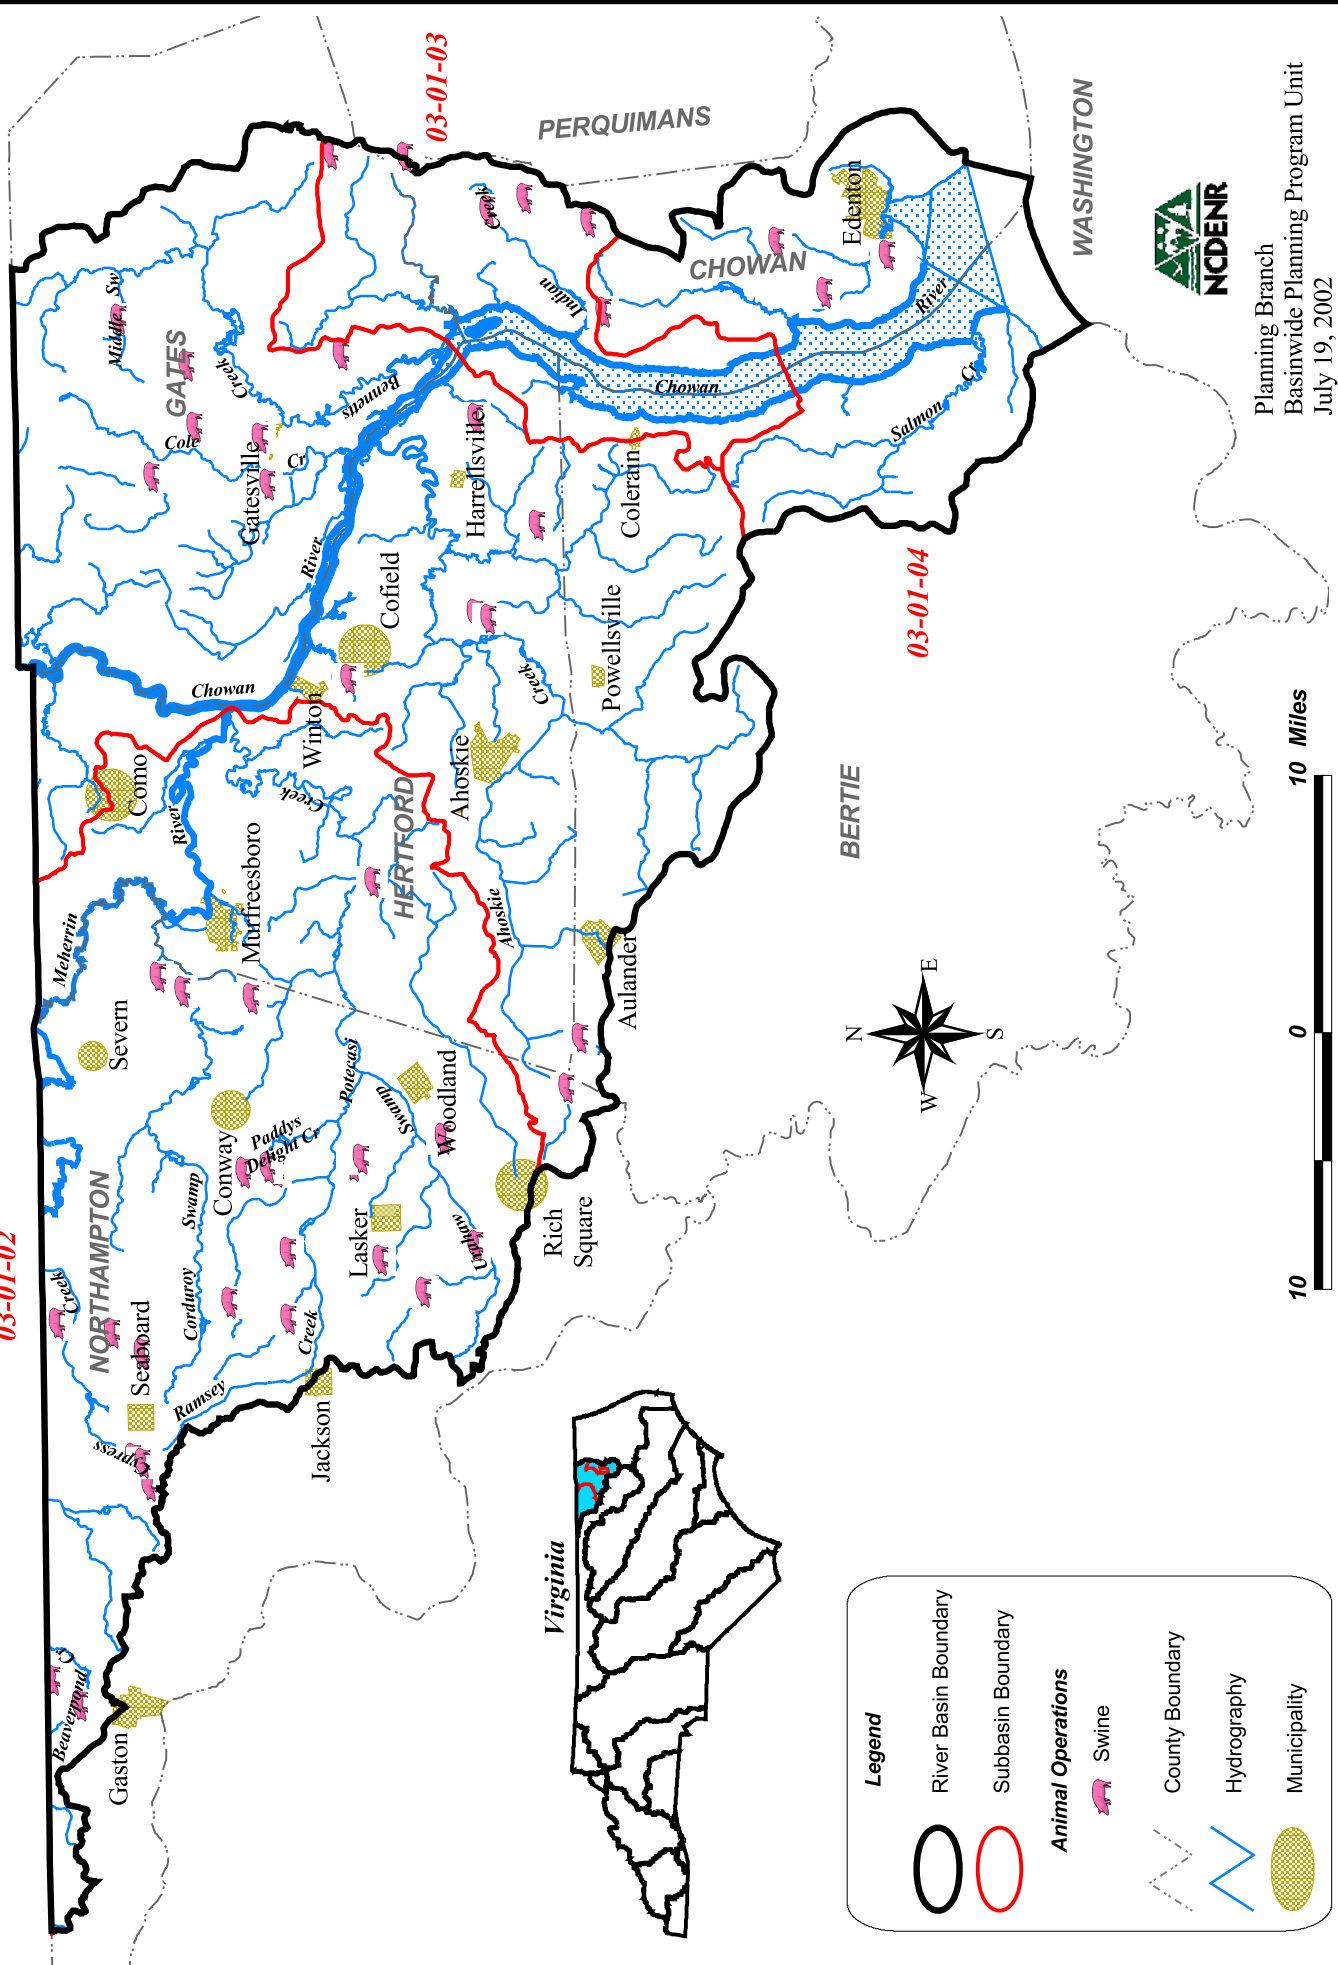 03-01-02
03-01-03
03-01-04
NORTHAMPTON
HERTFORD
GATES
CHOWAN
PERQUIMANS
WASHINGTON
BERTIE
Gaston
Seaboard
Jackson
Severn
Conway
Lasker
Woodland
Rich
Square
Murfreesboro
Como
Winton
Cofield
Ahoskie
Aulander
Powellsville
Harrellsville
Colerain
Gatesville
Edenton
Beaverpond
Cr
Cypress
Creek
Ramsey
Creek
Corduroy
Swamp
Paddys
Delight Cr
Potecasi
Creek
Urahaw
Swamp
Meherrin
River
Chowan
River
Ahoskie
Creek
Cole
Cr
Middle Sw
Bennetts
Creek
Indian
Creek
Chowan
River
Salmon
Cr
N
E
S
W
10
0
10 Miles
Virginia
Legend
River Basin Boundary
Subbasin Boundary
Animal Operations
Swine
County Boundary
Hydrography
Municipality
NCDENR
Planning Branch
Basinwide Planning Program Unit
July 19, 2002